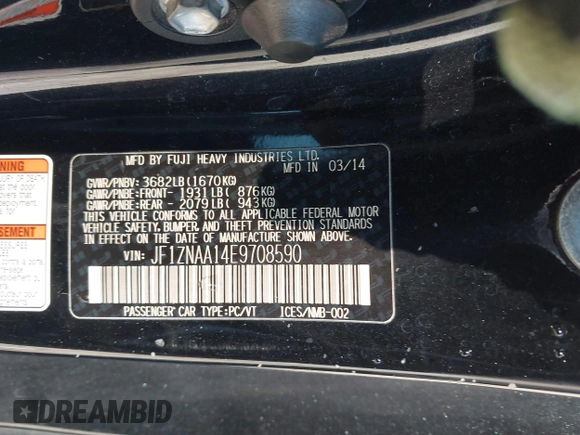 MFD BY FUJI HEAVY INDUSTRIES LTD.
MFD IN 03/14
GVWR/PNBV: 3682LB(1670KG)
GAWR/PNBE:FRONT- 1931LB( 876KG)
GAWR/PNBE:REAR - 2079LB( 943KG)
THIS VEHICLE CONFORMS TO ALL APPLICABLE FEDERAL MOTOR
VEHICLE SAFETY, BUMPER, AND THEFT PREVENTION STANDARDS
IN EFFECT ON THE DATE OF MANUFACTURE SHOWN ABOVE.
VIN: JF1ZNAA14E9708590
PASSENGER CAR TYPE:PC/VT ICES/NMB-002
DREAMBID